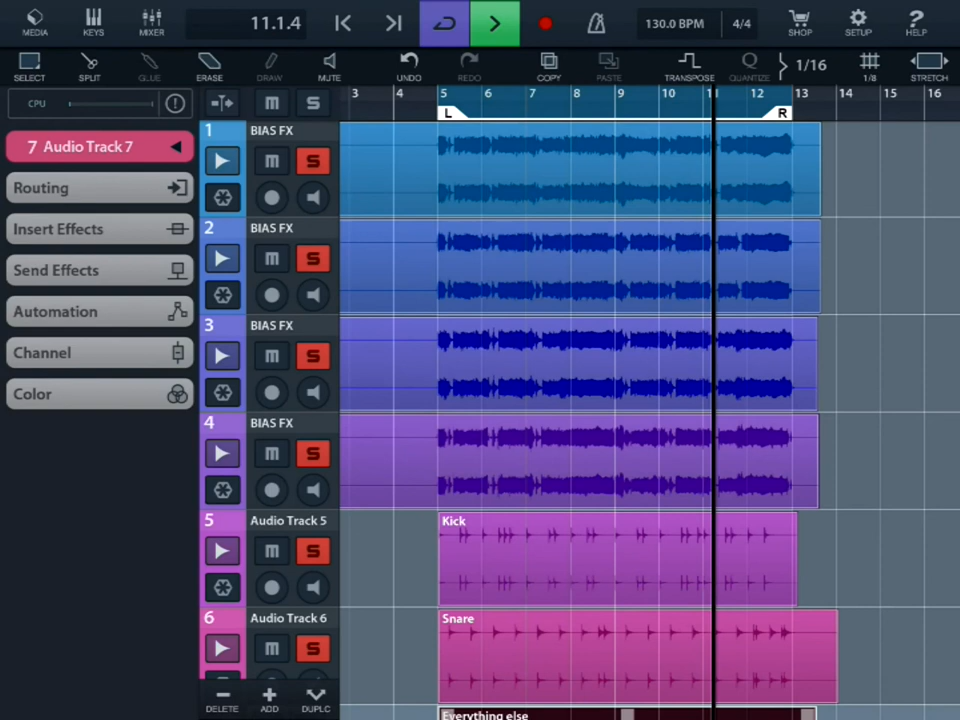 MEDIA
KEYS
MIXER
11.1.4
130.0 BPM
4/4
SHOP
SETUP
? HELP
SELECT
SPLIT
GLUE
ERASE
DRAW
MUTE
UNDO
REDO
COPY
PASTE
TRANSPOSE
Q QUANTIZE
1/16
1/8
STRETCH
CPU
!
m S
3 4 5 6 7 8 9 10 11 12 13 14 15 16
L R
7 Audio Track 7
Routing
Insert Effects
Send Effects
Automation
Channel
Color
1 BIAS FX
m S
2 BIAS FX
m S
3 BIAS FX
m S
4 BIAS FX
m S
5 Audio Track 5
m S
Kick
6 Audio Track 6
m S
Snare
DELETE
ADD
DUPLC
Everything else